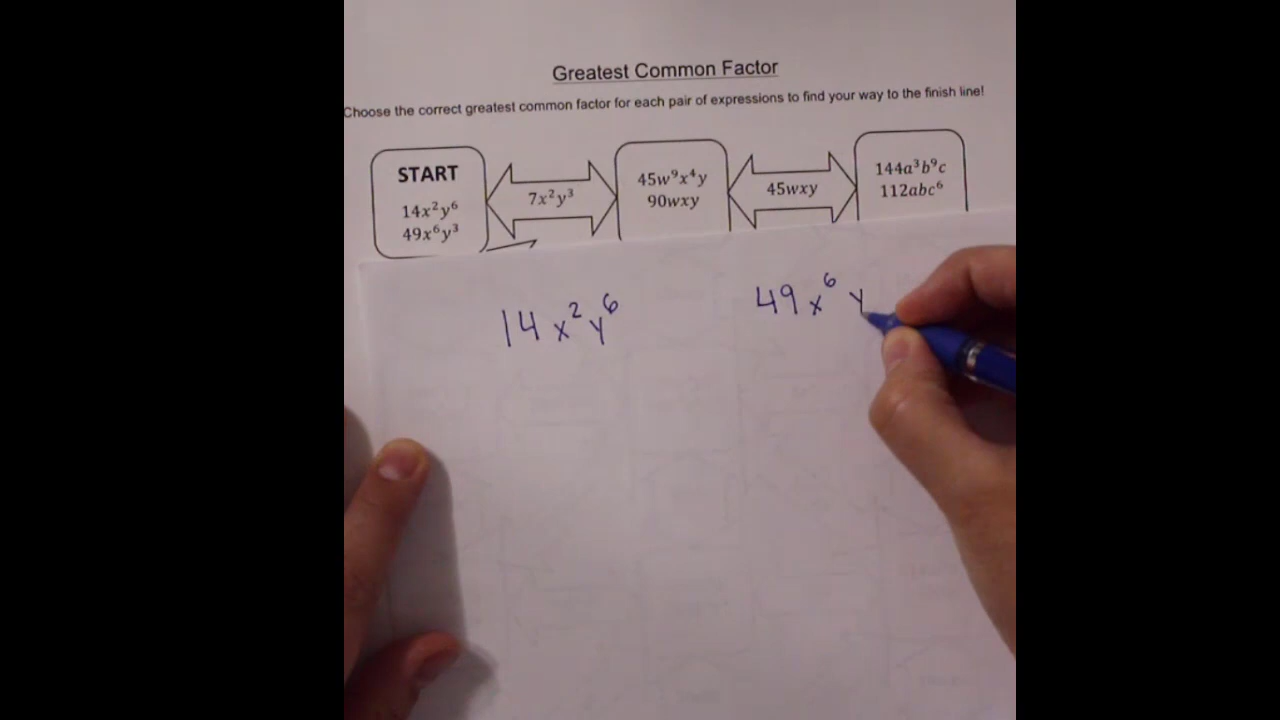 Greatest Common Factor
Choose the correct greatest common factor for each pair of expressions to find your way to the finish line!
START
14x²y⁶
49x⁶y³
7x²y³
45w⁹x⁴y
90wxy
45wxy
144a³b⁹c
112abc⁶
14x²y⁶
49x⁶y